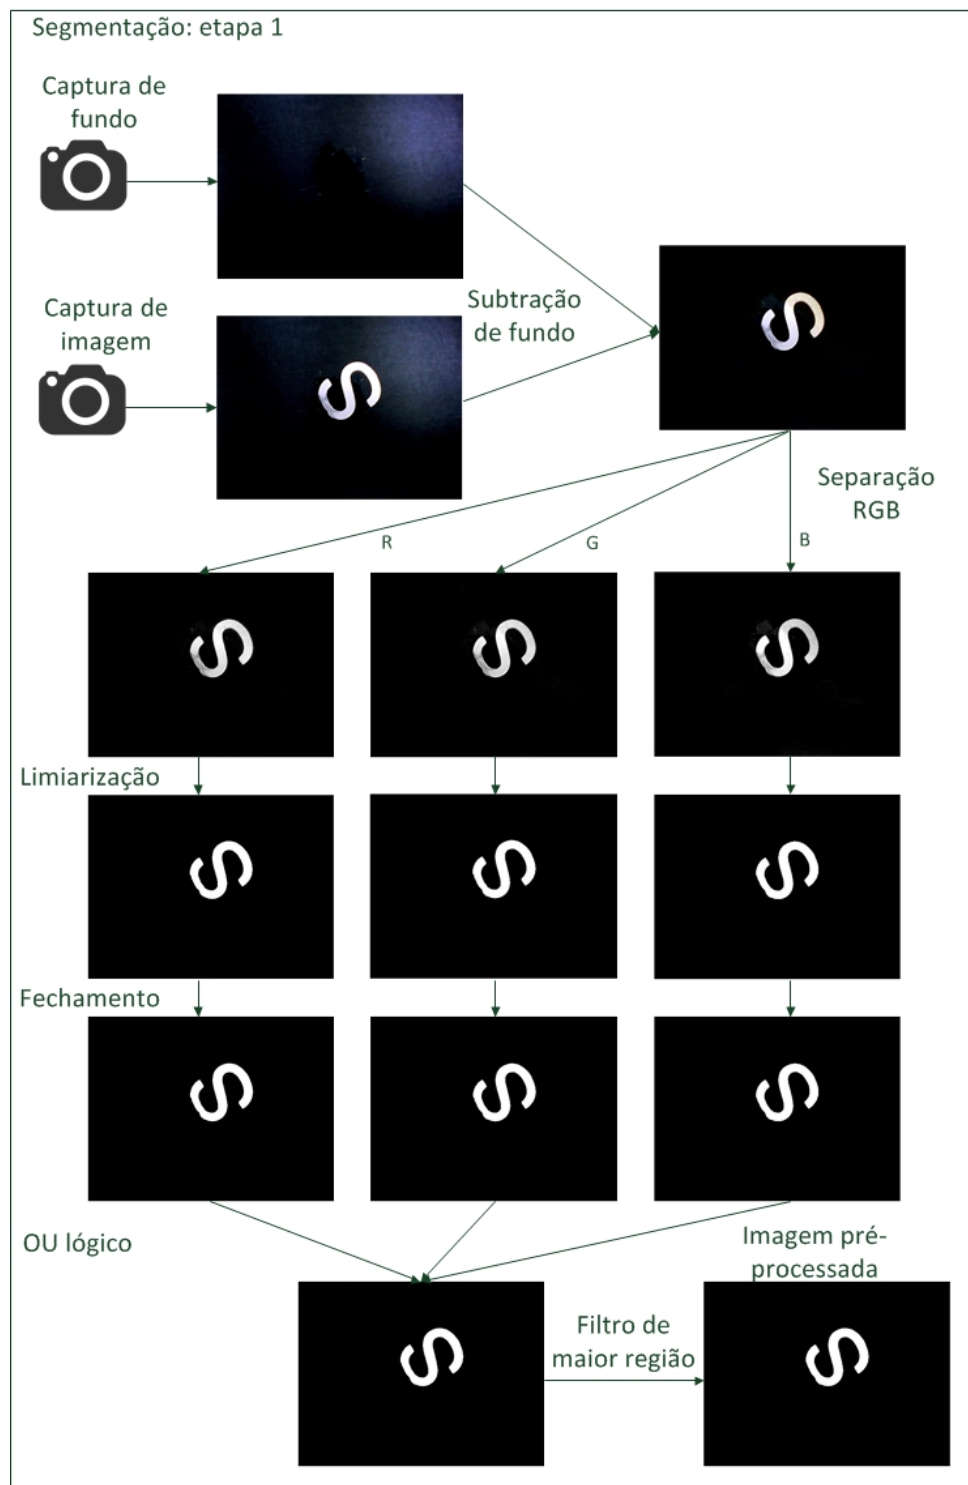 Segmentação: etapa 1
Captura de
fundo
Captura de
imagem
Subtração
de fundo
Separação
RGB
R
G
B
Limiarização
Fechamento
OU lógico
Imagem pré-
processada
Filtro de
maior região